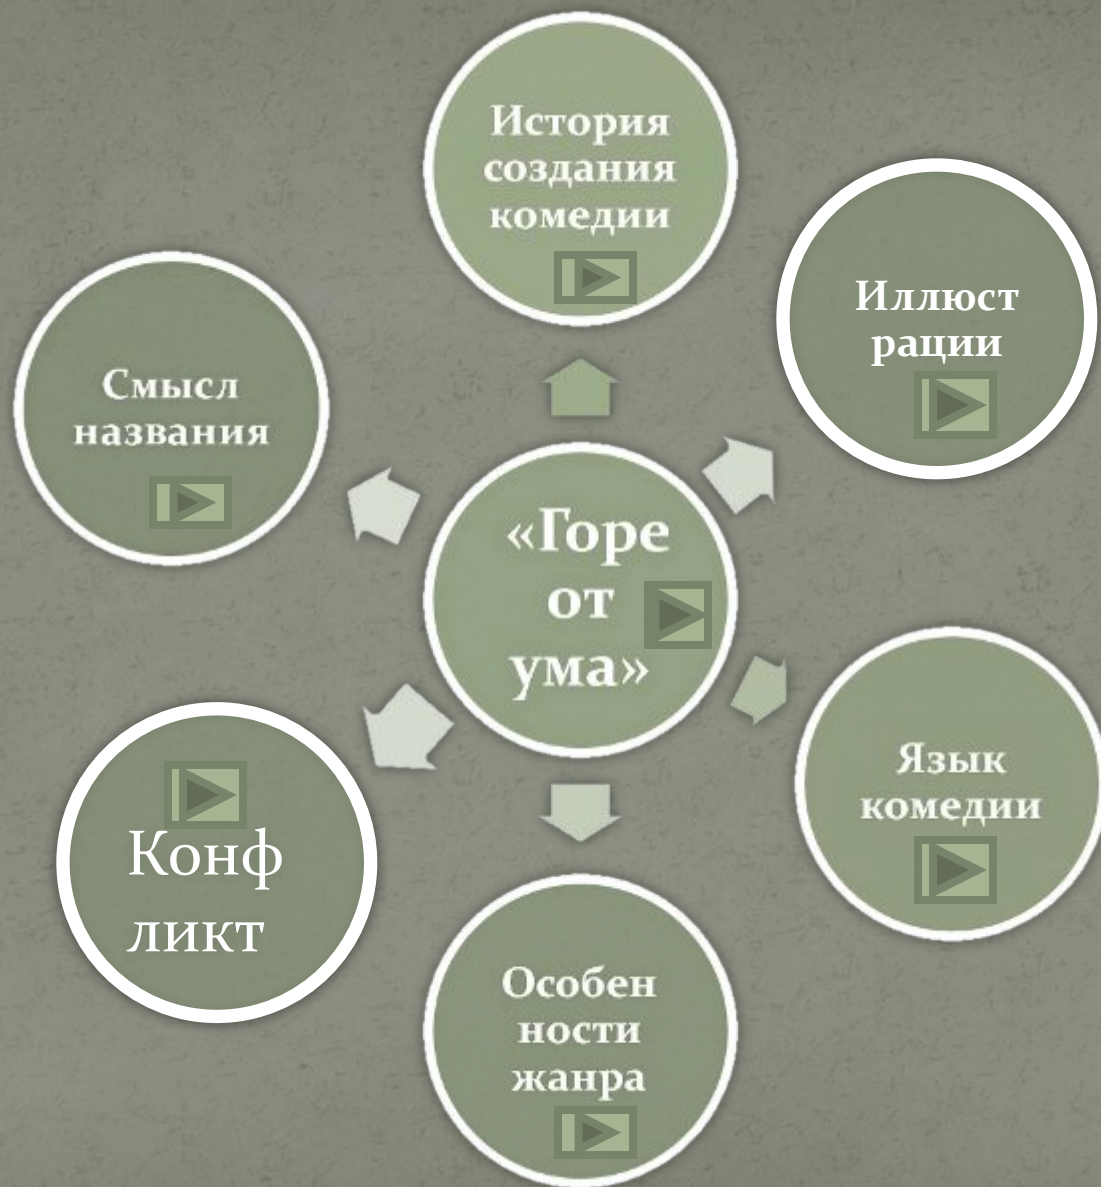 История
создания
комедии
Иллюст
рации
Смысл
названия
«Горе
от
ума»
Язык
комедии
Конф
ликт
Особен
ности
жанра